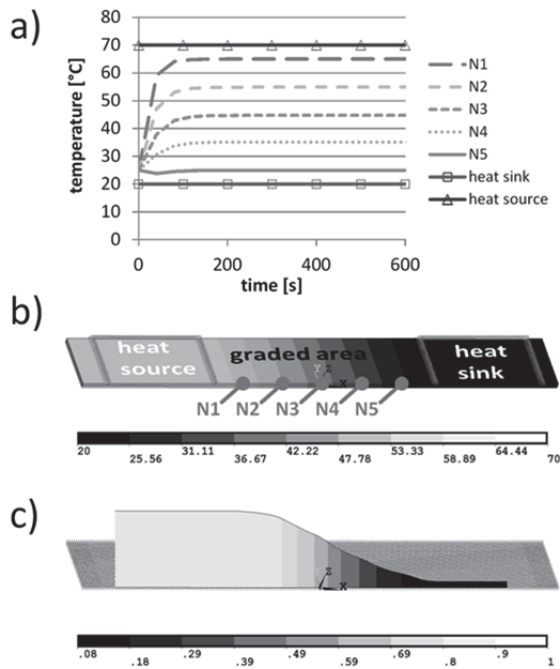 a)
80
70
60
50
40
30
20
10
0
temperature [°C]
0 200 400 600
time [s]
N1
N2
N3
N4
N5
heat sink
heat source
b)
heat source
graded area
heat sink
Y Z
X
N1 N2 N3 N4 N5
20 31.11 42.22 53.33 64.44
25.56 36.67 47.78 58.89 70
c)
Z
X
.08 .29 .49 .69 .9
.18 .39 .59 .8 1